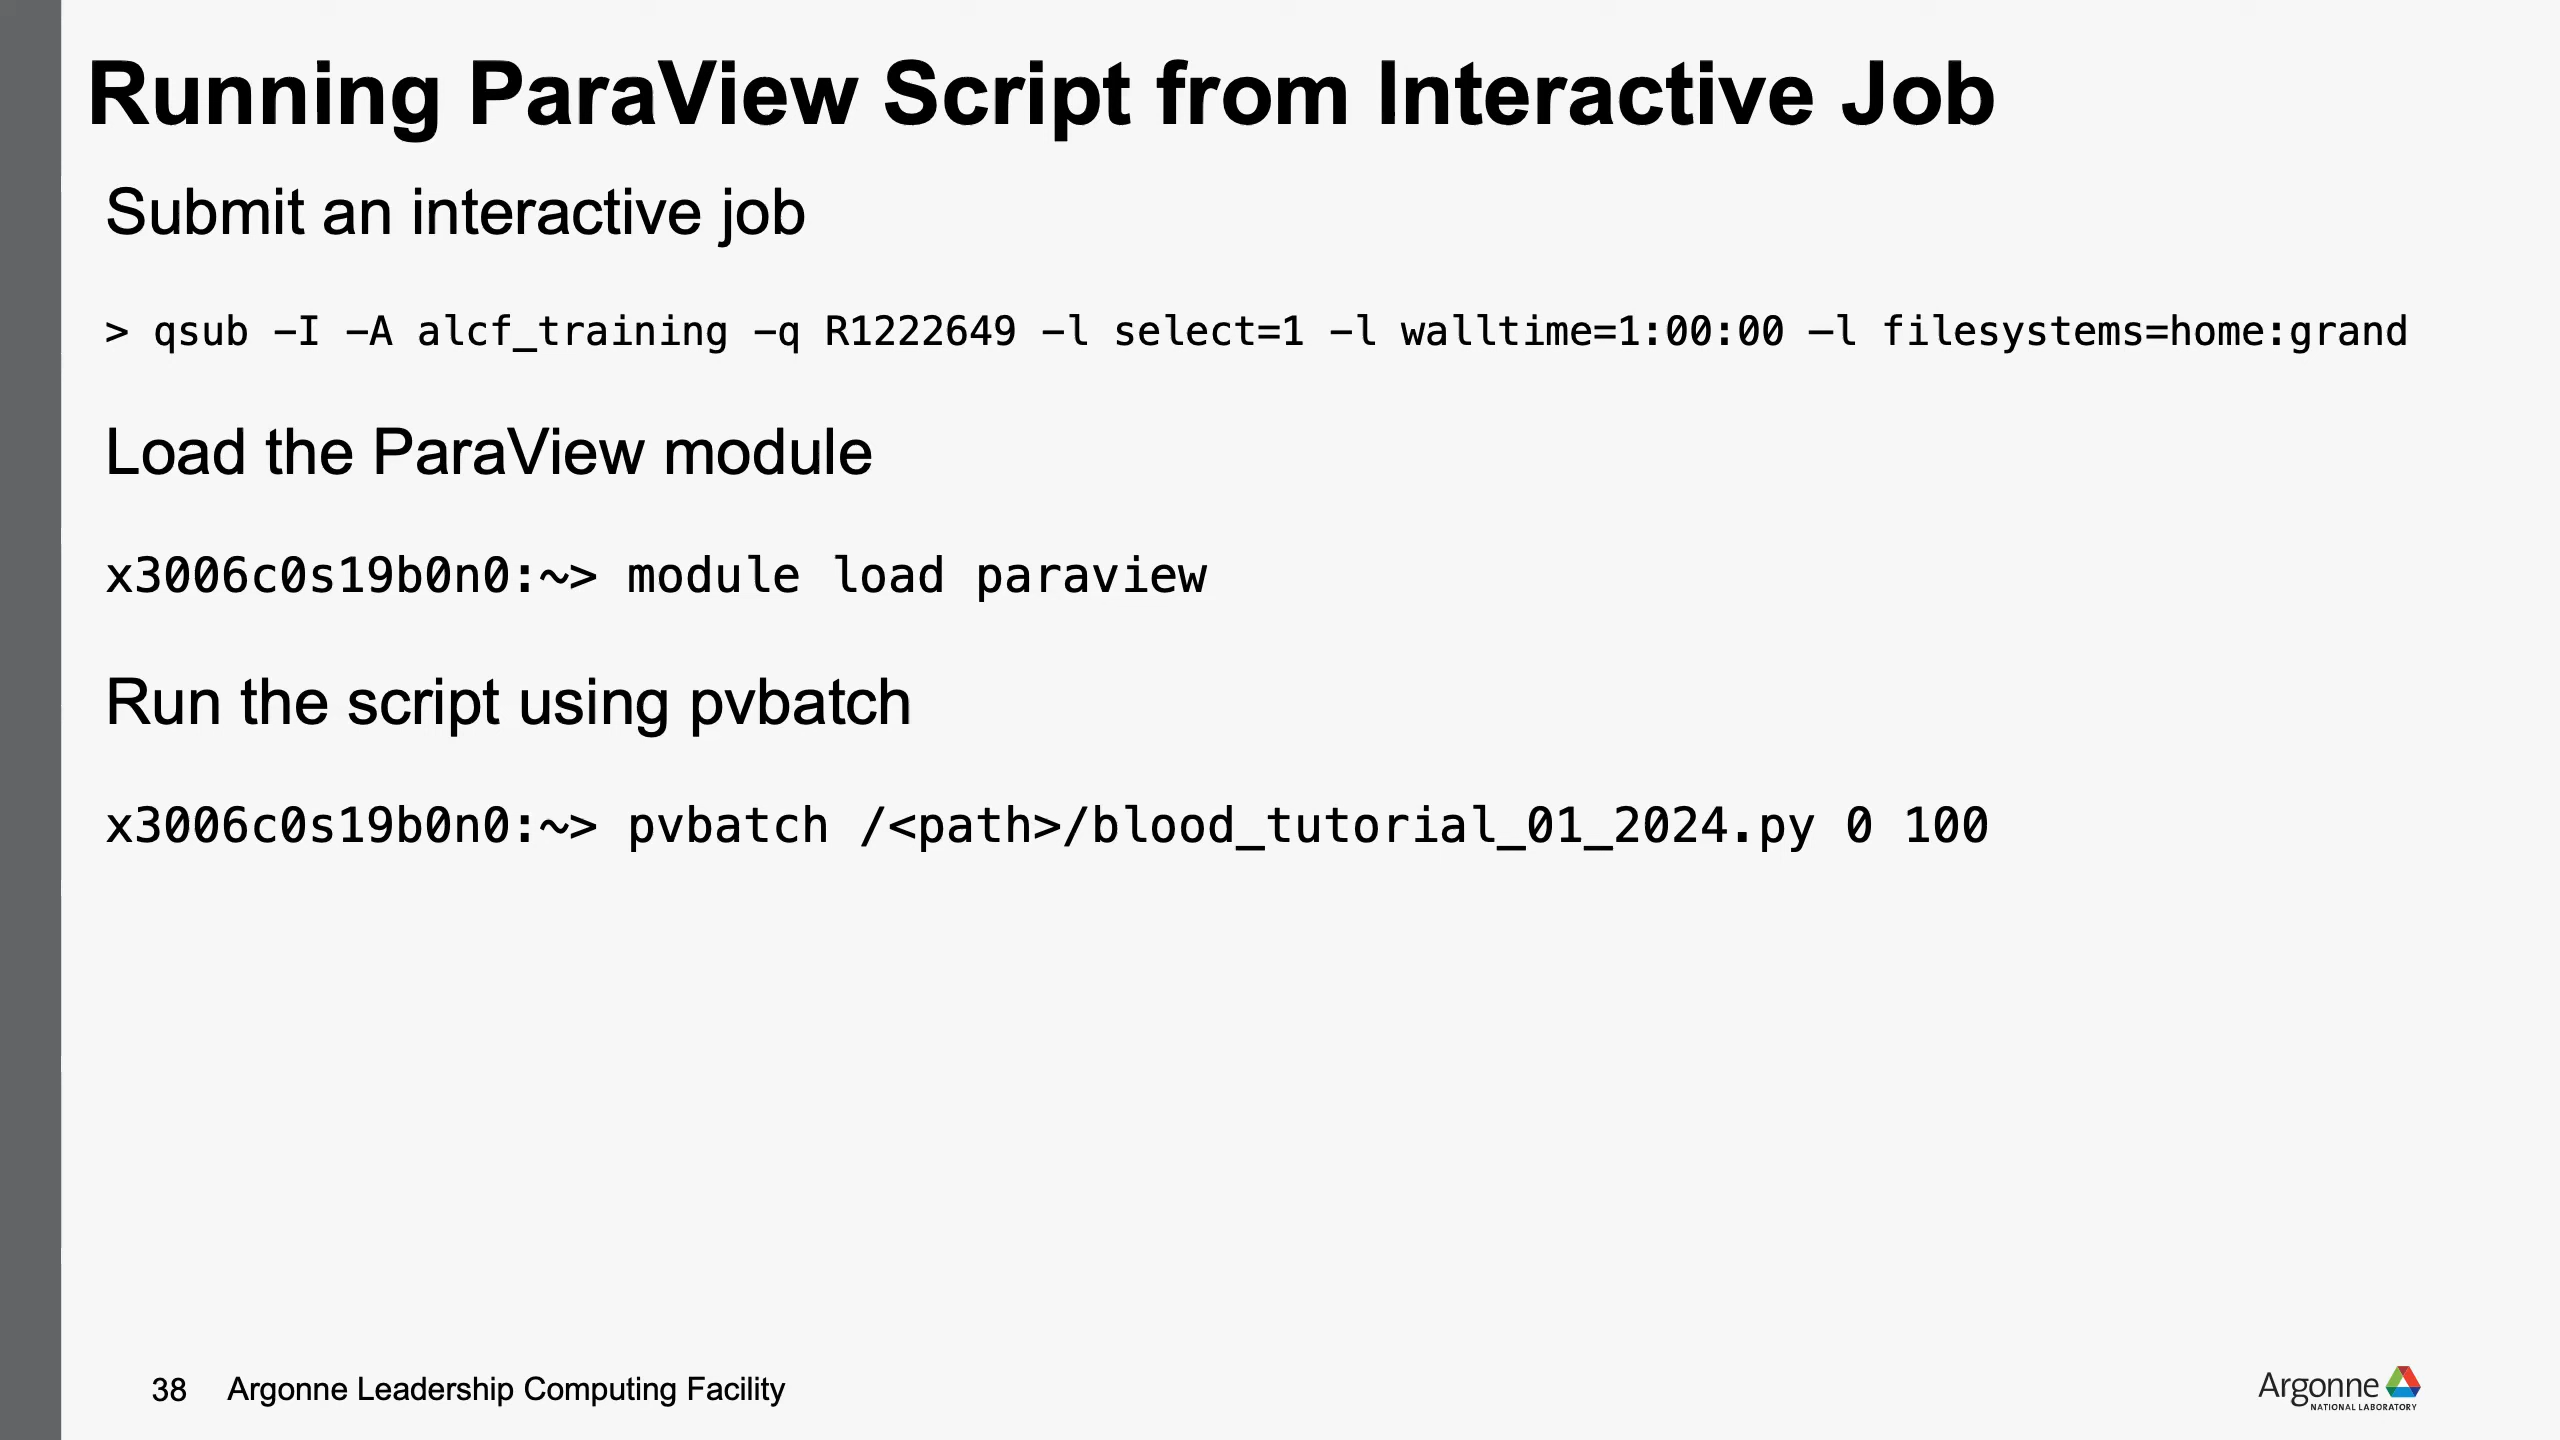 Running ParaView Script from Interactive Job
Submit an interactive job
> qsub –I –A alcf_training –q R1222649 –l select=1 –l walltime=1:00:00 –l filesystems=home:grand
Load the ParaView module
x3006c0s19b0n0:~> module load paraview
Run the script using pvbatch
x3006c0s19b0n0:~> pvbatch /<path>/blood_tutorial_01_2024.py 0 100
38 Argonne Leadership Computing Facility
Argonne
NATIONAL LABORATORY